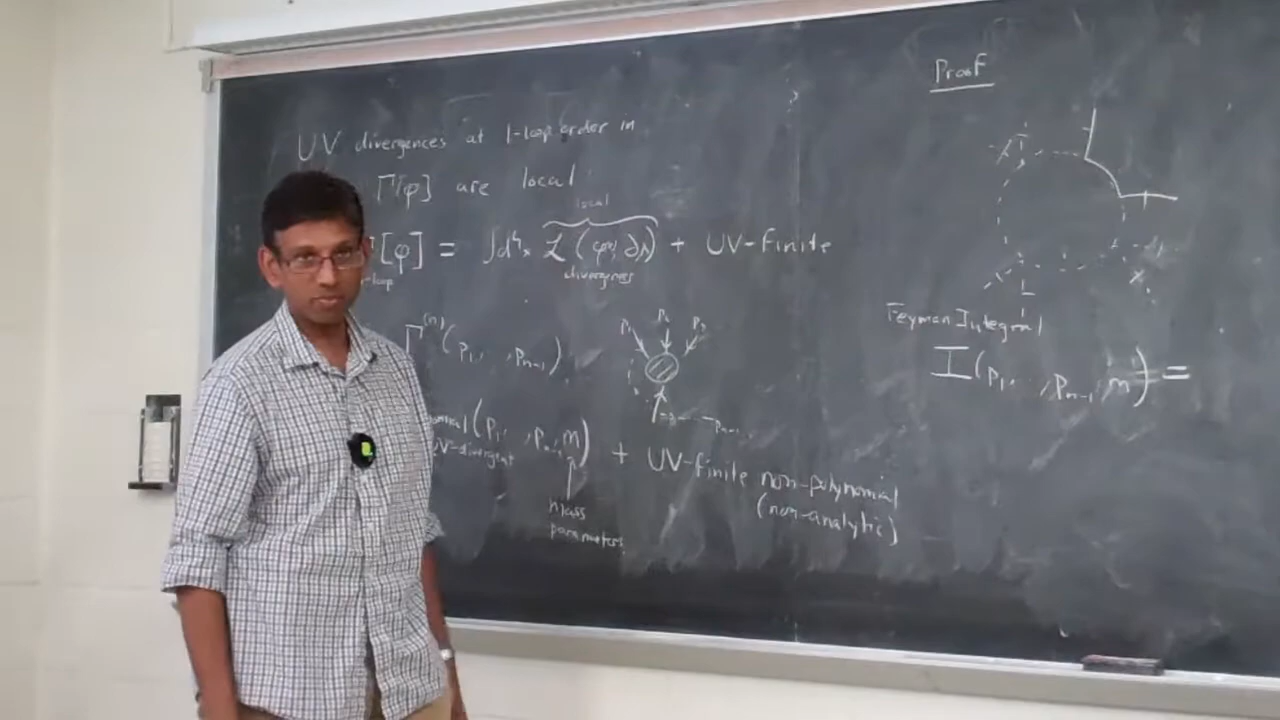 UV divergences at 1-loop order in
Γ[φ] are local
local
[φ] = ∫d⁴x ℒ(φ, ∂) + UV-finite
-loop
divergences
Γ⁽ⁿ⁾(p₁, , pₙ₋₁)
P₁ P₂ P₃
Pₙ₋₁
(p₁, , pₙ₋₁, m) + UV-finite non-polynomial
UV-divergent
(non-analytic)
mass
parameters
Proof
Feynman Integral
I(p₁, , pₙ₋₁, m) =